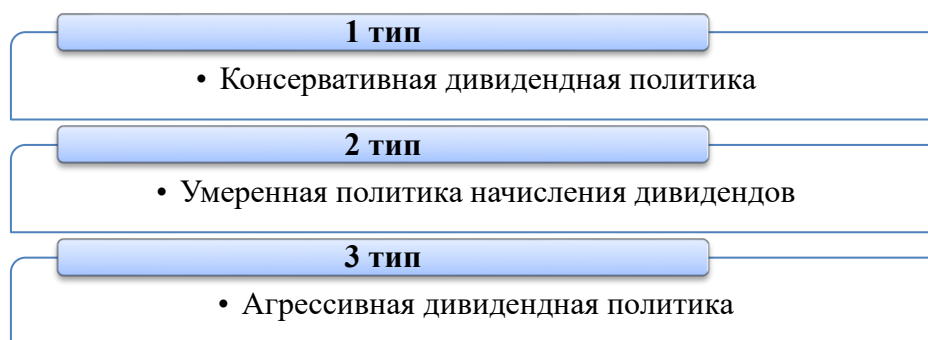 1 тип
• Консервативная дивидендная политика
2 тип
• Умеренная политика начисления дивидендов
3 тип
• Агрессивная дивидендная политика